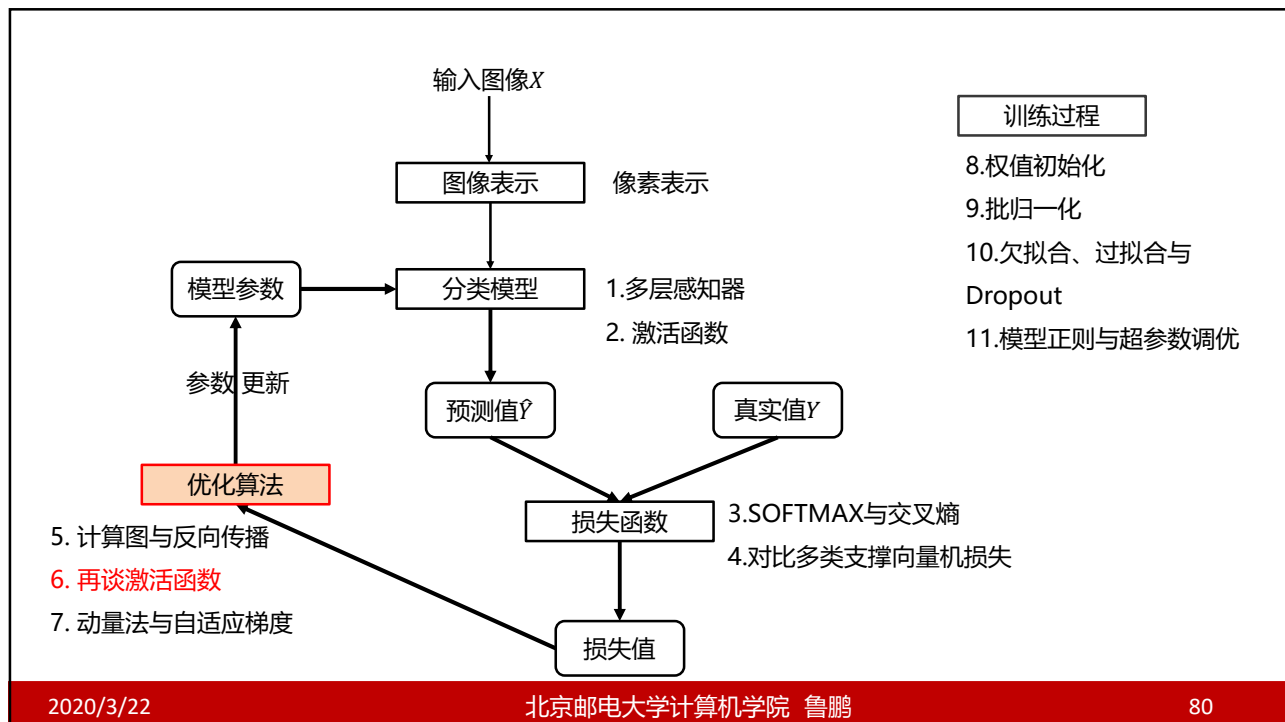 输入图像X
图像表示
像素表示
模型参数
分类模型
1.多层感知器
2. 激活函数
参数 更新
预测值Ŷ
真实值Y
优化算法
损失函数
3.SOFTMAX与交叉熵
4.对比多类支撑向量机损失
5. 计算图与反向传播
6. 再谈激活函数
7. 动量法与自适应梯度
损失值
训练过程
8.权值初始化
9.批归一化
10.欠拟合、过拟合与
Dropout
11.模型正则与超参数调优
2020/3/22
北京邮电大学计算机学院 鲁鹏
80